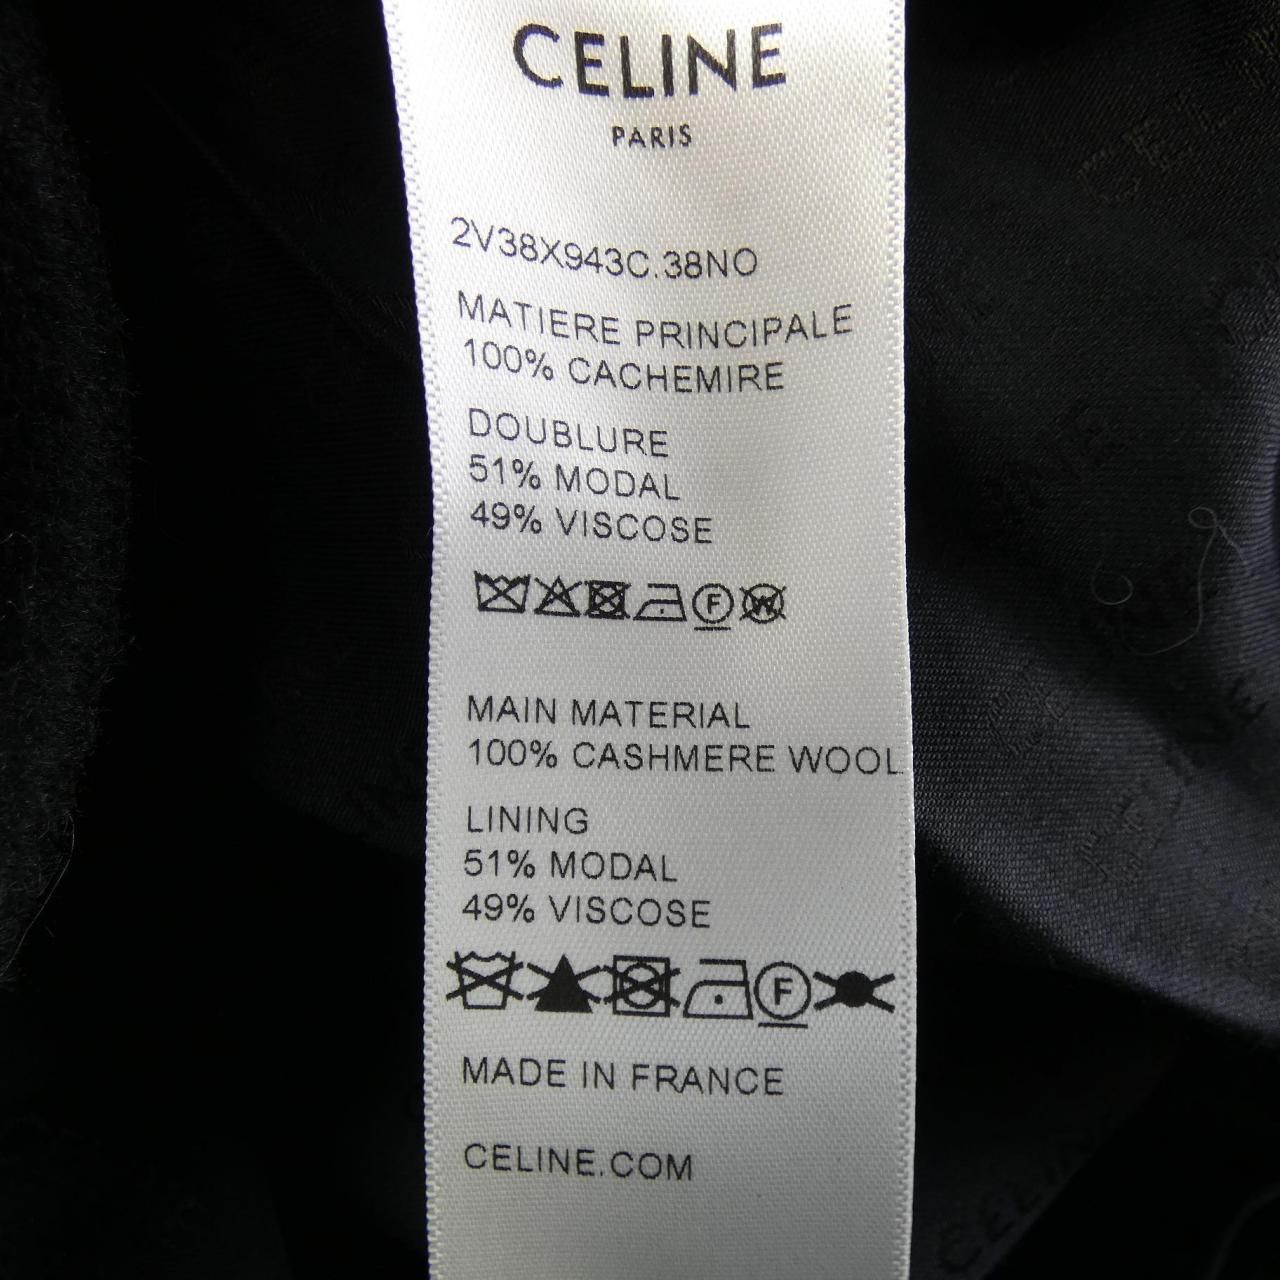 CELINE
PARIS
2V38X943C.38NO
MATIERE PRINCIPALE
100% CACHEMIRE
DOUBLURE
51% MODAL
49% VISCOSE
F W
MAIN MATERIAL
100% CASHMERE WOOL
LINING
51% MODAL
49% VISCOSE
F
MADE IN FRANCE
CELINE.COM